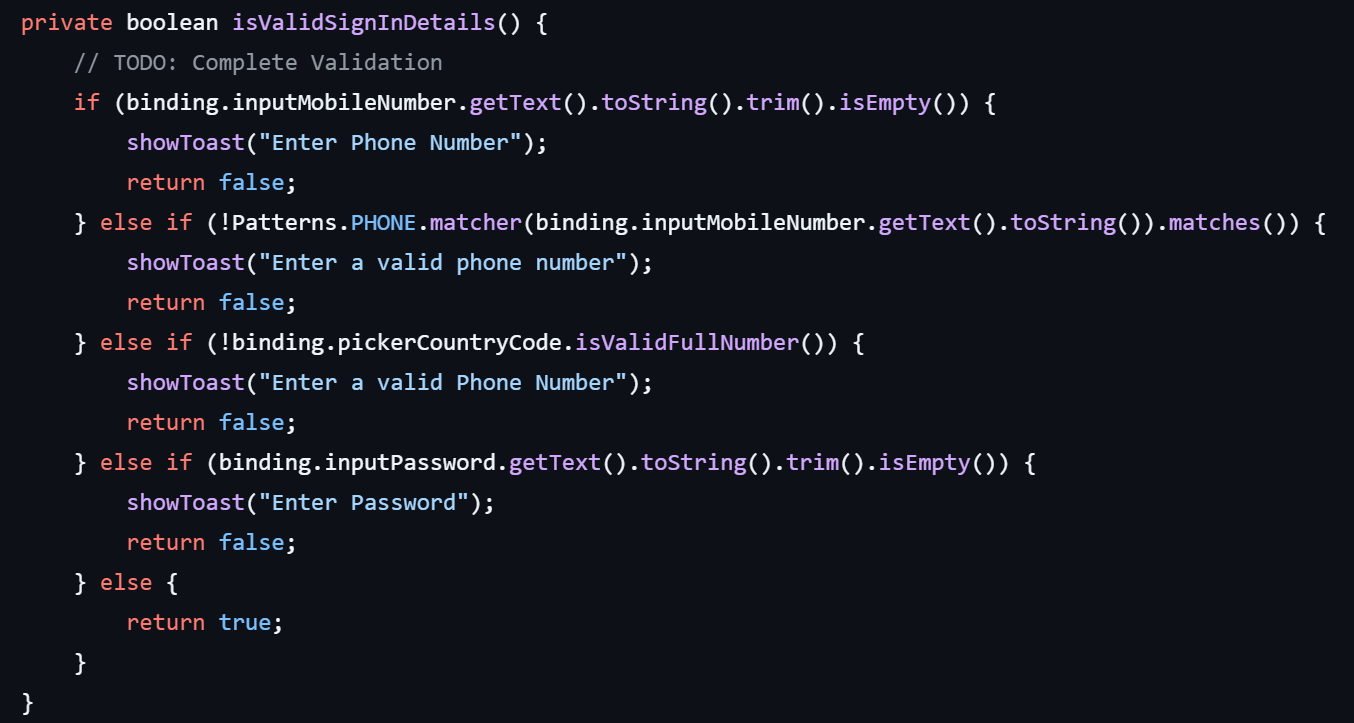 private boolean isValidSignInDetails() {
    // TODO: Complete Validation
    if (binding.inputMobileNumber.getText().toString().trim().isEmpty()) {
        showToast("Enter Phone Number");
        return false;
    } else if (!Patterns.PHONE.matcher(binding.inputMobileNumber.getText().toString()).matches()) {
        showToast("Enter a valid phone number");
        return false;
    } else if (!binding.pickerCountryCode.isValidFullNumber()) {
        showToast("Enter a valid Phone Number");
        return false;
    } else if (binding.inputPassword.getText().toString().trim().isEmpty()) {
        showToast("Enter Password");
        return false;
    } else {
        return true;
    }
}